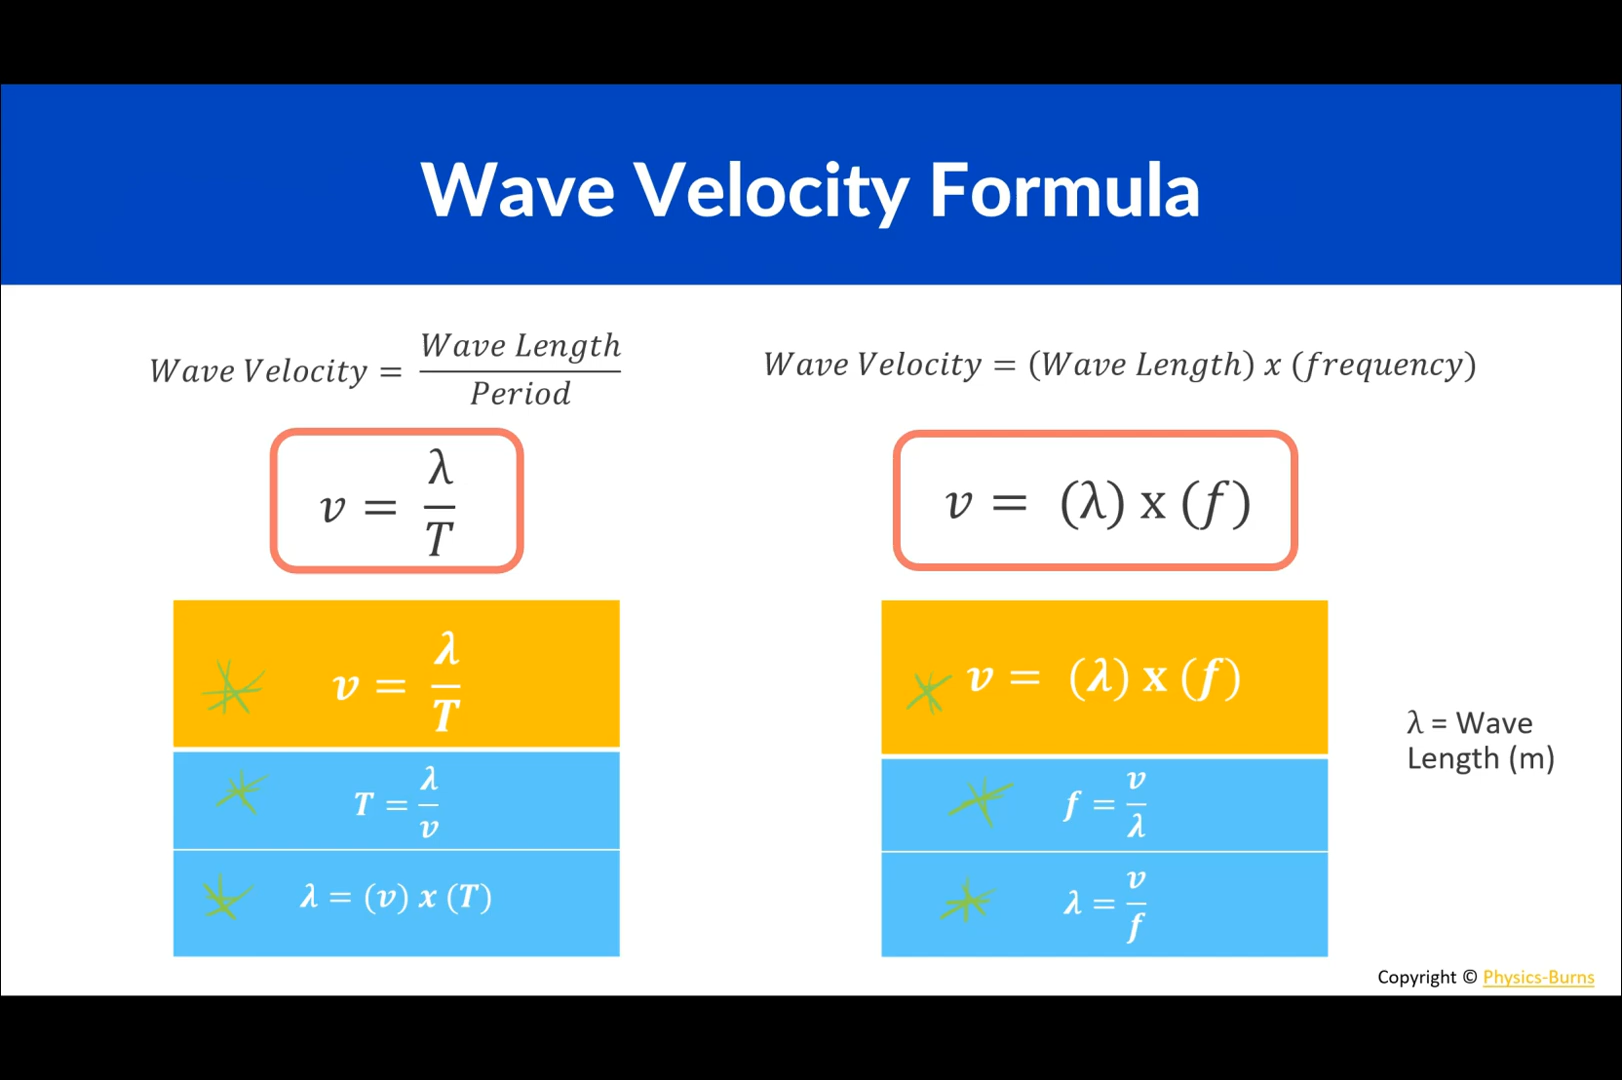 Wave Velocity Formula
Wave Velocity = Wave Length / Period
v = λ / T
v = λ / T
T = λ / v
λ = (v) x (T)
Wave Velocity = (Wave Length) x (frequency)
v = (λ) x (f)
v = (λ) x (f)
f = v / λ
λ = v / f
λ = Wave
Length (m)
Copyright © Physics-Burns